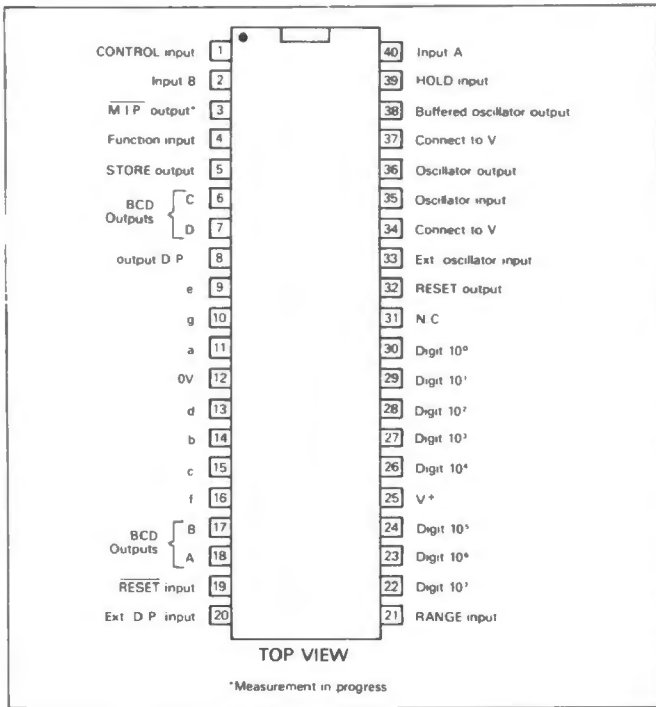 CONTROL input 1 40 Input A
Input B 2 39 HOLD input
M I P output* 3 38 Buffered oscillator output
Function input 4 37 Connect to V
STORE output 5 36 Oscillator output
BCD Outputs C 6 35 Oscillator input
D 7 34 Connect to V
output D P 8 33 Ext oscillator input
e 9 32 RESET output
g 10 31 N C
a 11 30 Digit 10⁰
0V 12 29 Digit 10¹
d 13 28 Digit 10²
b 14 27 Digit 10³
c 15 26 Digit 10⁴
f 16 25 V+
BCD Outputs B 17 24 Digit 10⁵
A 18 23 Digit 10⁶
RESET input 19 22 Digit 10⁷
Ext D P input 20 21 RANGE input
TOP VIEW
*Measurement in progress